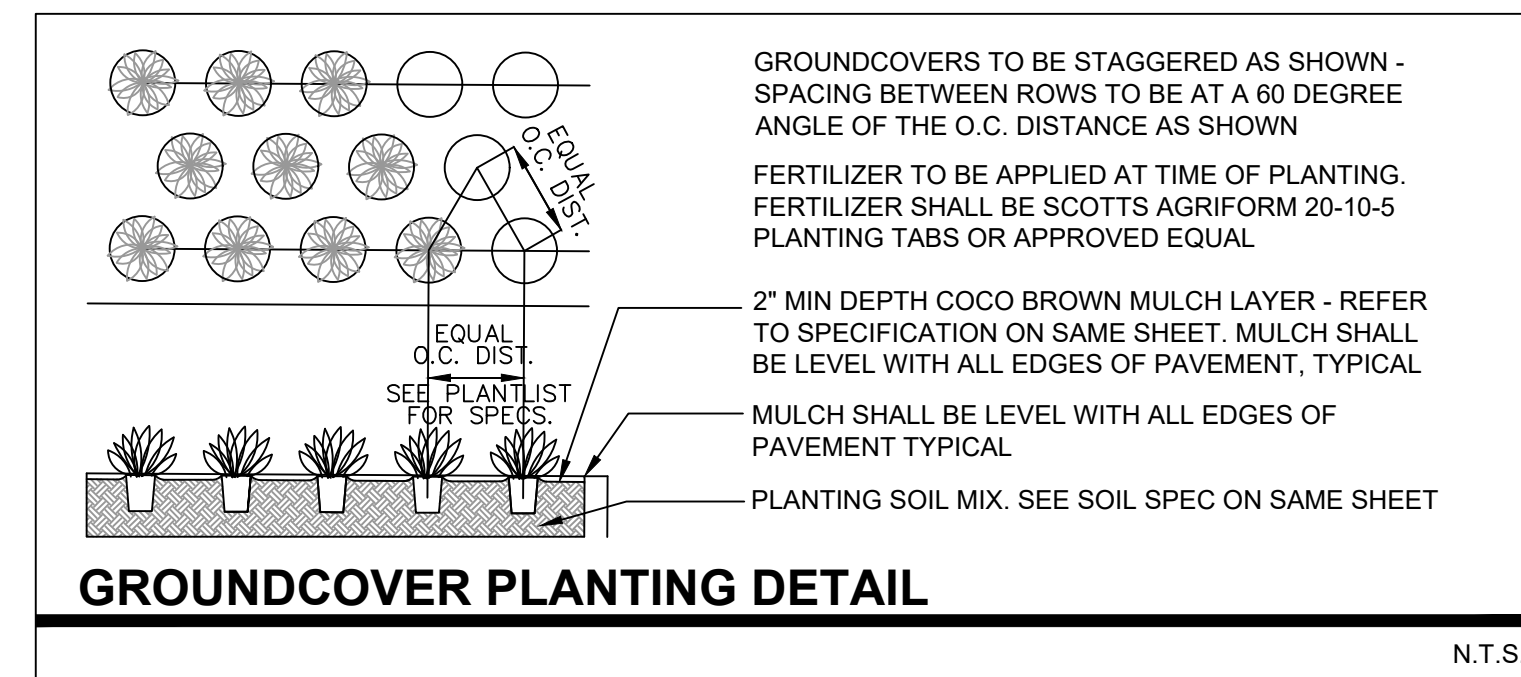 GROUNDCOVERS TO BE STAGGERED AS SHOWN -
SPACING BETWEEN ROWS TO BE AT A 60 DEGREE
ANGLE OF THE O.C. DISTANCE AS SHOWN
FERTILIZER TO BE APPLIED AT TIME OF PLANTING.
FERTILIZER SHALL BE SCOTTS AGRIFORM 20-10-5
PLANTING TABS OR APPROVED EQUAL
EQUAL
O.C. DIST.
2" MIN DEPTH COCO BROWN MULCH LAYER - REFER
TO SPECIFICATION ON SAME SHEET. MULCH SHALL
BE LEVEL WITH ALL EDGES OF PAVEMENT, TYPICAL
EQUAL
O.C. DIST.
SEE PLANTLIST
FOR SPECS.
MULCH SHALL BE LEVEL WITH ALL EDGES OF
PAVEMENT TYPICAL
PLANTING SOIL MIX. SEE SOIL SPEC ON SAME SHEET
GROUNDCOVER PLANTING DETAIL
N.T.S.